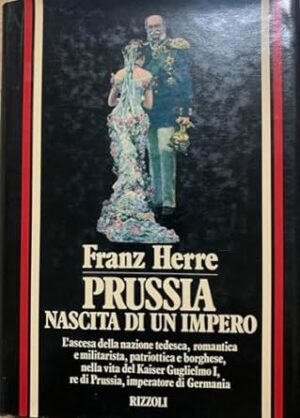 Franz Herre
PRUSSIA
NASCITA DI UN IMPERO
L'ascesa della nazione tedesca, romantica
e militarista, patriottica e borghese,
nella vita del Kaiser Guglielmo I,
re di Prussia, imperatore di Germania
RIZZOLI